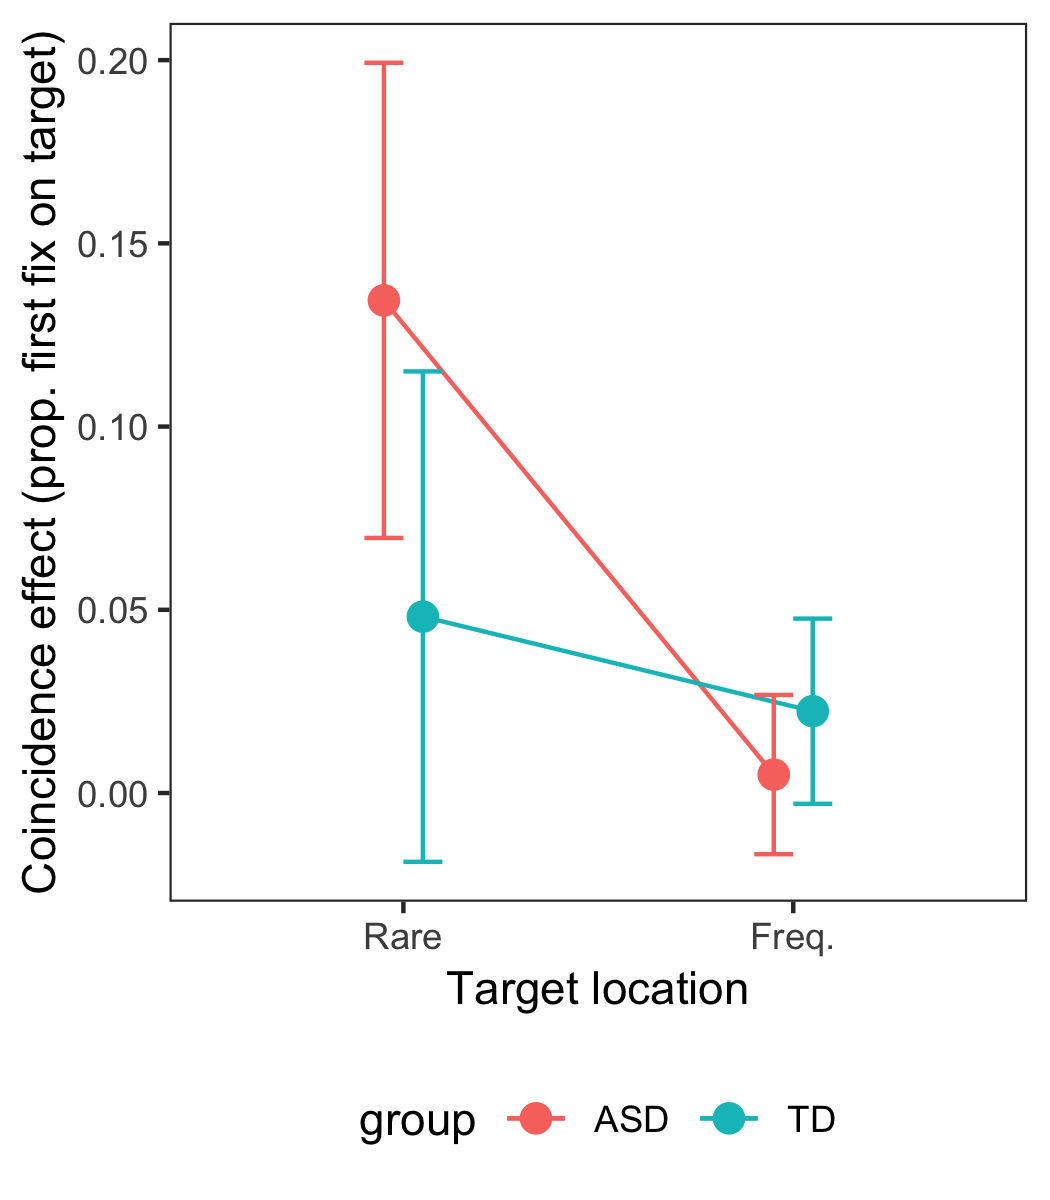 Coincidence effect (prop. first fix on target)
0.20
0.15
0.10
0.05
0.00
Rare Freq.
Target location
group ASD TD